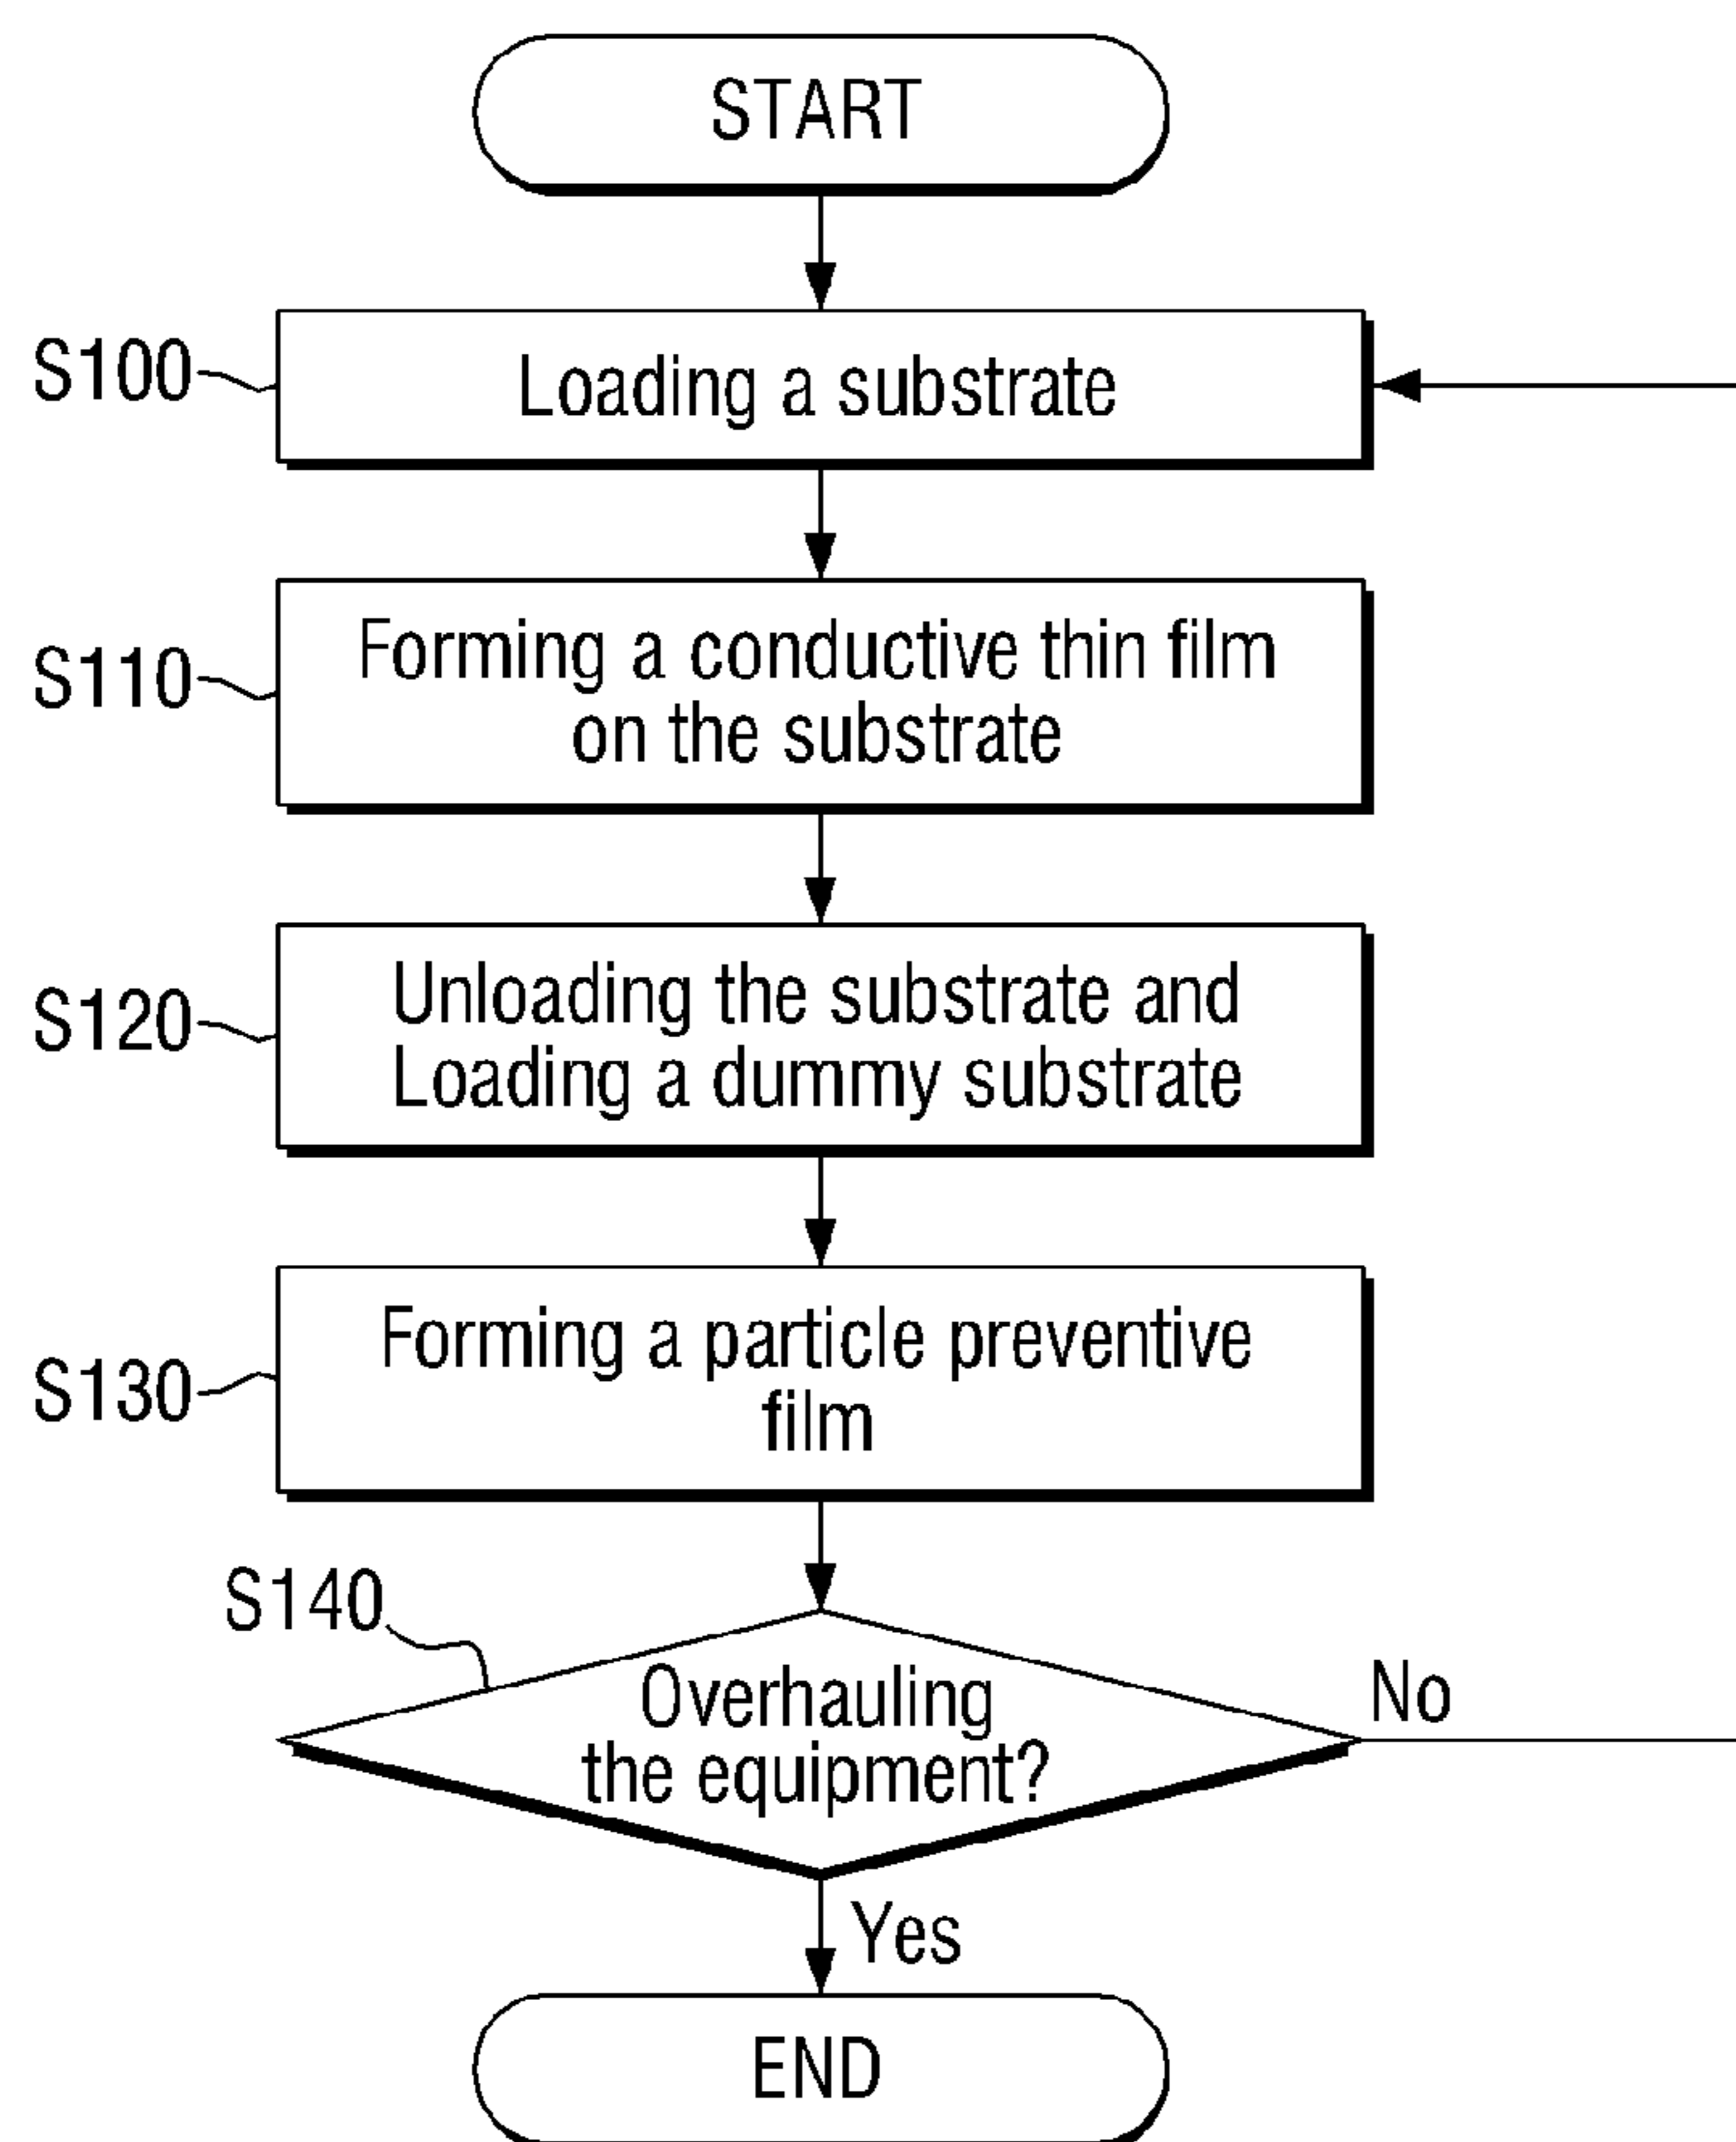 START
S100
Loading a substrate
S110
Forming a conductive thin film
on the substrate
S120
Unloading the substrate and
Loading a dummy substrate
S130
Forming a particle preventive
film
S140
Overhauling
the equipment?
No
Yes
END